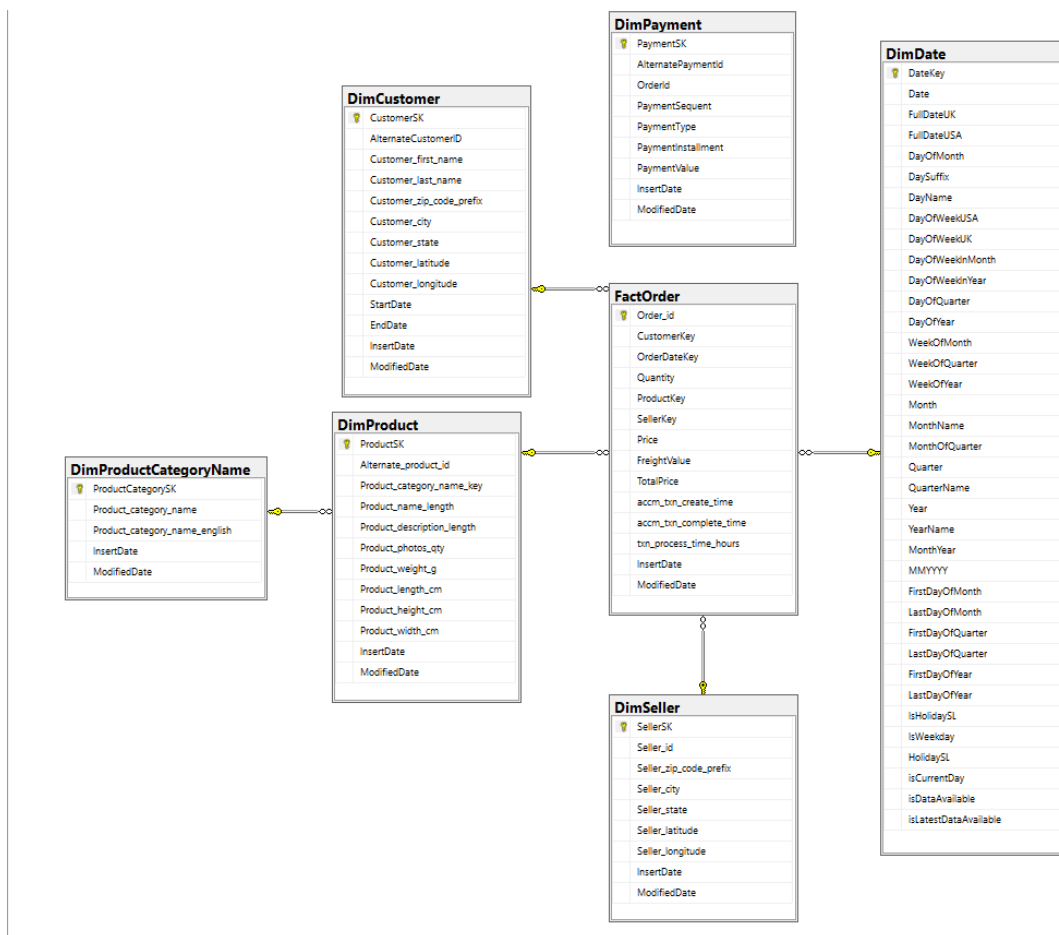 DimPayment
PaymentSK
AlternatePaymentId
OrderId
PaymentSequent
PaymentType
PaymentInstallment
PaymentValue
InsertDate
ModifiedDate
DimDate
DateKey
Date
FullDateUK
FullDateUSA
DayOfMonth
DaySuffix
DayName
DayOfWeekUSA
DayOfWeekUK
DayOfWeekInMonth
DayOfWeekInYear
DayOfQuarter
DayOfYear
WeekOfMonth
WeekOfQuarter
WeekOfYear
Month
MonthName
MonthOfQuarter
Quarter
QuarterName
Year
YearName
MonthYear
MMYYYY
FirstDayOfMonth
LastDayOfMonth
FirstDayOfQuarter
LastDayOfQuarter
FirstDayOfYear
LastDayOfYear
IsHolidaySL
IsWeekday
HolidaySL
isCurrentDay
isDataAvailable
isLatestDataAvailable
DimCustomer
CustomerSK
AlternateCustomerID
Customer_first_name
Customer_last_name
Customer_zip_code_prefix
Customer_city
Customer_state
Customer_latitude
Customer_longitude
StartDate
EndDate
InsertDate
ModifiedDate
FactOrder
Order_id
CustomerKey
OrderDateKey
Quantity
ProductKey
SellerKey
Price
FreightValue
TotalPrice
accm_txn_create_time
accm_txn_complete_time
txn_process_time_hours
InsertDate
ModifiedDate
DimProduct
ProductSK
Alternate_product_id
Product_category_name_key
Product_name_length
Product_description_length
Product_photos_qty
Product_weight_g
Product_length_cm
Product_height_cm
Product_width_cm
InsertDate
ModifiedDate
DimProductCategoryName
ProductCategorySK
Product_category_name
Product_category_name_english
InsertDate
ModifiedDate
DimSeller
SellerSK
Seller_id
Seller_zip_code_prefix
Seller_city
Seller_state
Seller_latitude
Seller_longitude
InsertDate
ModifiedDate